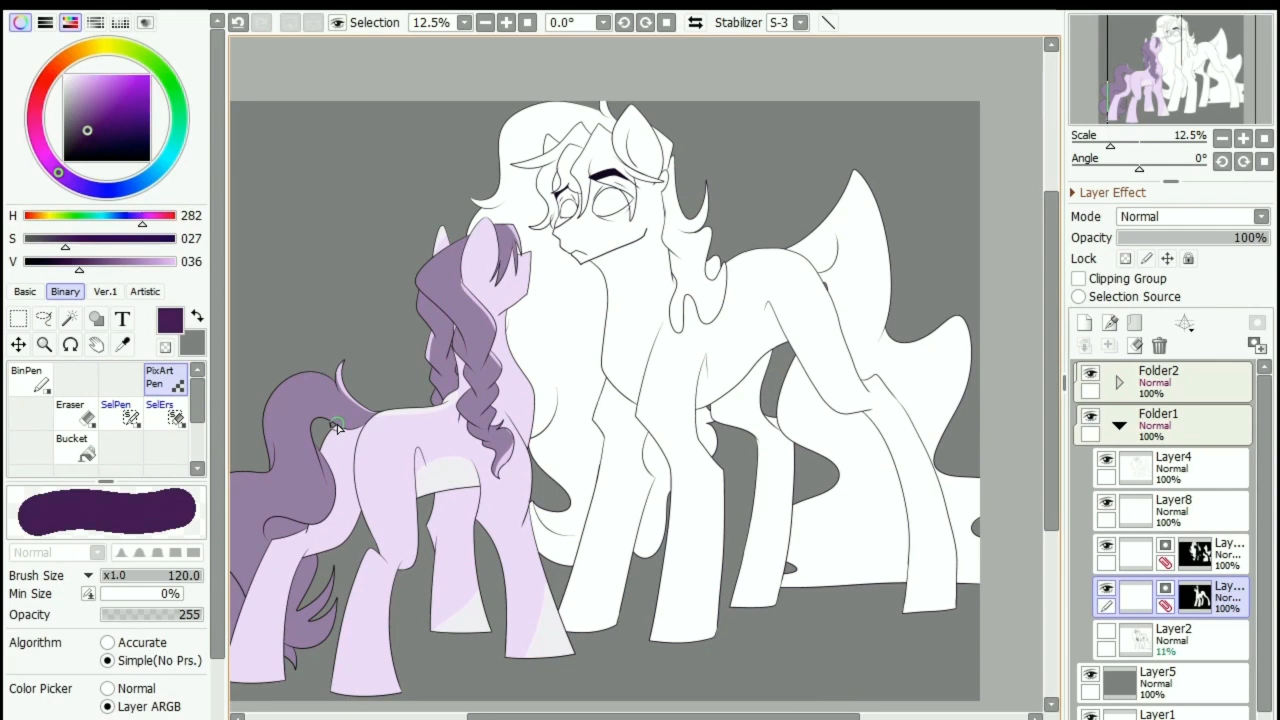 Selection 12.5% 0.0° Stabilizer S-3
H 282
S 027
V 036
Basic Binary Ver.1 Artistic
T
BinPen PixArt
Pen
Eraser SelPen SelErs
Bucket
Normal
Brush Size x1.0 120.0
Min Size 0%
Opacity 255
Algorithm Accurate
Simple(No Prs.)
Color Picker Normal
Layer ARGB
Scale 12.5%
Angle 0°
Layer Effect
Mode Normal
Opacity 100%
Lock
Clipping Group
Selection Source
Folder2
Normal
100%
Folder1
Normal
100%
Layer4
Normal
100%
Layer8
Normal
100%
Lay...
Nor...
100%
Lay...
Nor...
100%
Layer2
Normal
11%
Layer5
Normal
100%
Layer1